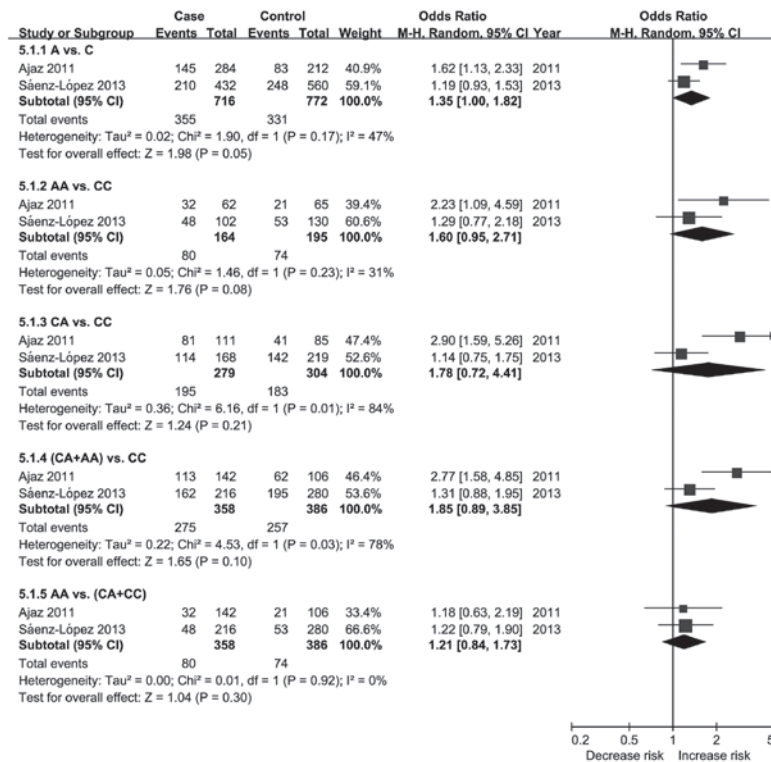 Case Control Odds Ratio Odds Ratio
Study or Subgroup Events Total Events Total Weight M-H, Random, 95% CI Year M-H, Random, 95% CI
5.1.1 A vs. C
Ajaz 2011 145 284 83 212 40.9% 1.62 [1.13, 2.33] 2011
Sáenz-López 2013 210 432 248 560 59.1% 1.19 [0.93, 1.53] 2013
Subtotal (95% CI) 716 772 100.0% 1.35 [1.00, 1.82]
Total events 355 331
Heterogeneity: Tau² = 0.02; Chi² = 1.90, df = 1 (P = 0.17); I² = 47%
Test for overall effect: Z = 1.98 (P = 0.05)
5.1.2 AA vs. CC
Ajaz 2011 32 62 21 65 39.4% 2.23 [1.09, 4.59] 2011
Sáenz-López 2013 48 102 53 130 60.6% 1.29 [0.77, 2.18] 2013
Subtotal (95% CI) 164 195 100.0% 1.60 [0.95, 2.71]
Total events 80 74
Heterogeneity: Tau² = 0.05; Chi² = 1.46, df = 1 (P = 0.23); I² = 31%
Test for overall effect: Z = 1.76 (P = 0.08)
5.1.3 CA vs. CC
Ajaz 2011 81 111 41 85 47.4% 2.90 [1.59, 5.26] 2011
Sáenz-López 2013 114 168 142 219 52.6% 1.14 [0.75, 1.75] 2013
Subtotal (95% CI) 279 304 100.0% 1.78 [0.72, 4.41]
Total events 195 183
Heterogeneity: Tau² = 0.36; Chi² = 6.16, df = 1 (P = 0.01); I² = 84%
Test for overall effect: Z = 1.24 (P = 0.21)
5.1.4 (CA+AA) vs. CC
Ajaz 2011 113 142 62 106 46.4% 2.77 [1.58, 4.85] 2011
Sáenz-López 2013 162 216 195 280 53.6% 1.31 [0.88, 1.95] 2013
Subtotal (95% CI) 358 386 100.0% 1.85 [0.89, 3.85]
Total events 275 257
Heterogeneity: Tau² = 0.22; Chi² = 4.53, df = 1 (P = 0.03); I² = 78%
Test for overall effect: Z = 1.65 (P = 0.10)
5.1.5 AA vs. (CA+CC)
Ajaz 2011 32 142 21 106 33.4% 1.18 [0.63, 2.19] 2011
Sáenz-López 2013 48 216 53 280 66.6% 1.22 [0.79, 1.90] 2013
Subtotal (95% CI) 358 386 100.0% 1.21 [0.84, 1.73]
Total events 80 74
Heterogeneity: Tau² = 0.00; Chi² = 0.01, df = 1 (P = 0.92); I² = 0%
Test for overall effect: Z = 1.04 (P = 0.30)
0.2 0.5 1 2 5
Decrease risk Increase risk